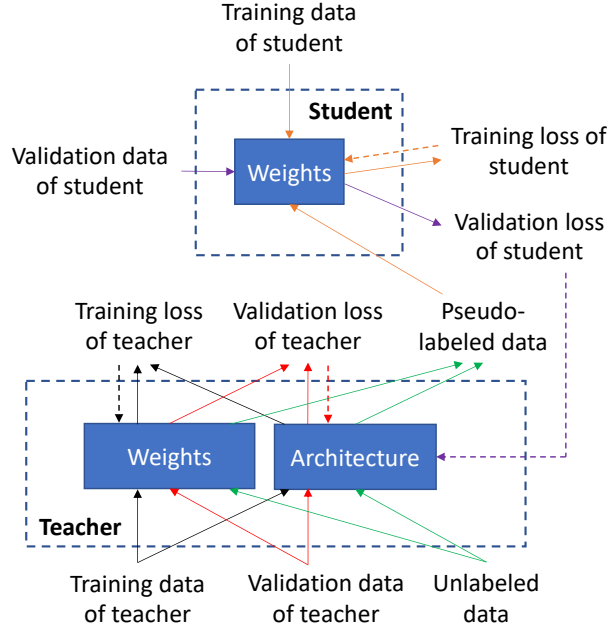 Training data
of student
Student
Validation data
of student
Weights
Training loss of
student
Validation loss
of student
Training loss
of teacher
Validation loss
of teacher
Pseudo-
labeled data
Weights
Architecture
Teacher
Training data
of teacher
Validation data
of teacher
Unlabeled
data